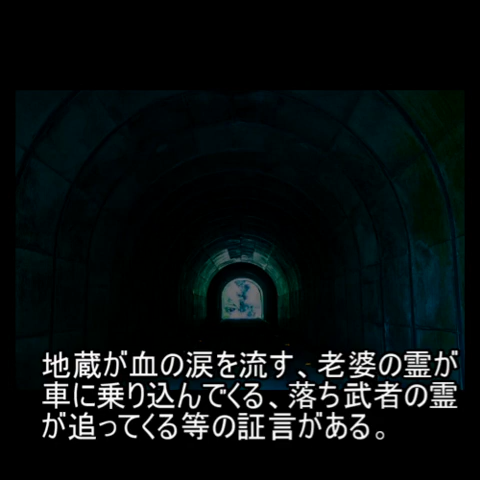 地蔵が血の涙を流す、老婆の霊が
車に乗り込んでくる、落ち武者の霊
が追ってくる等の証言がある。